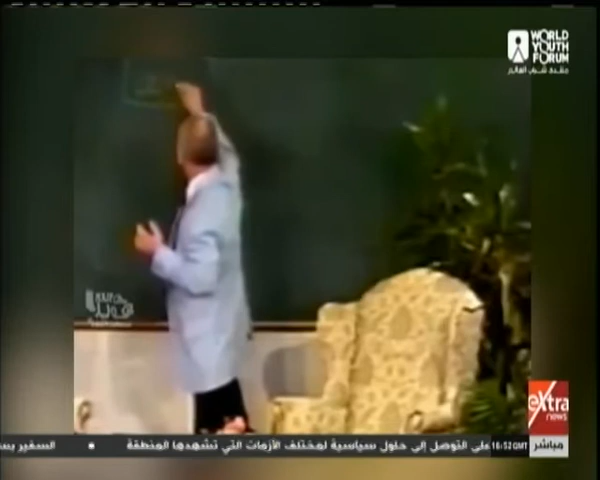 WORLD
YOUTH
FORUM
منتدى شباب العالم
eXtra
news
مباشر
16:52 GMT
على التوصل إلى حلول سياسية لمختلف الأزمات التي تشهدها المنطقة
السفير بسـ